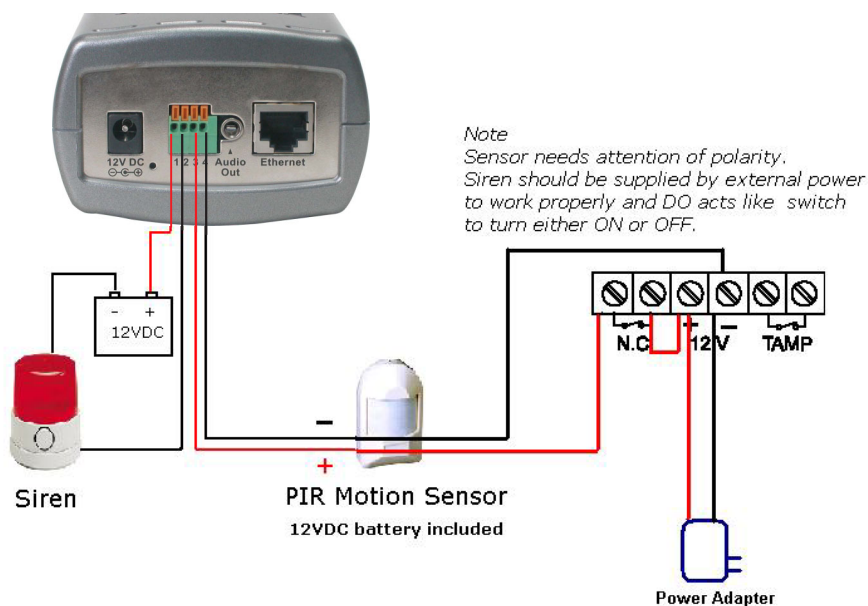 12V DC
1 2 3 4
Audio
Out
Ethernet
Note
Sensor needs attention of polarity.
Siren should be supplied by external power
to work properly and DO acts like switch
to turn either ON or OFF.
- +
12VDC
N.C
+ −
12V
TAMP
−
+
Siren
PIR Motion Sensor
12VDC battery included
Power Adapter